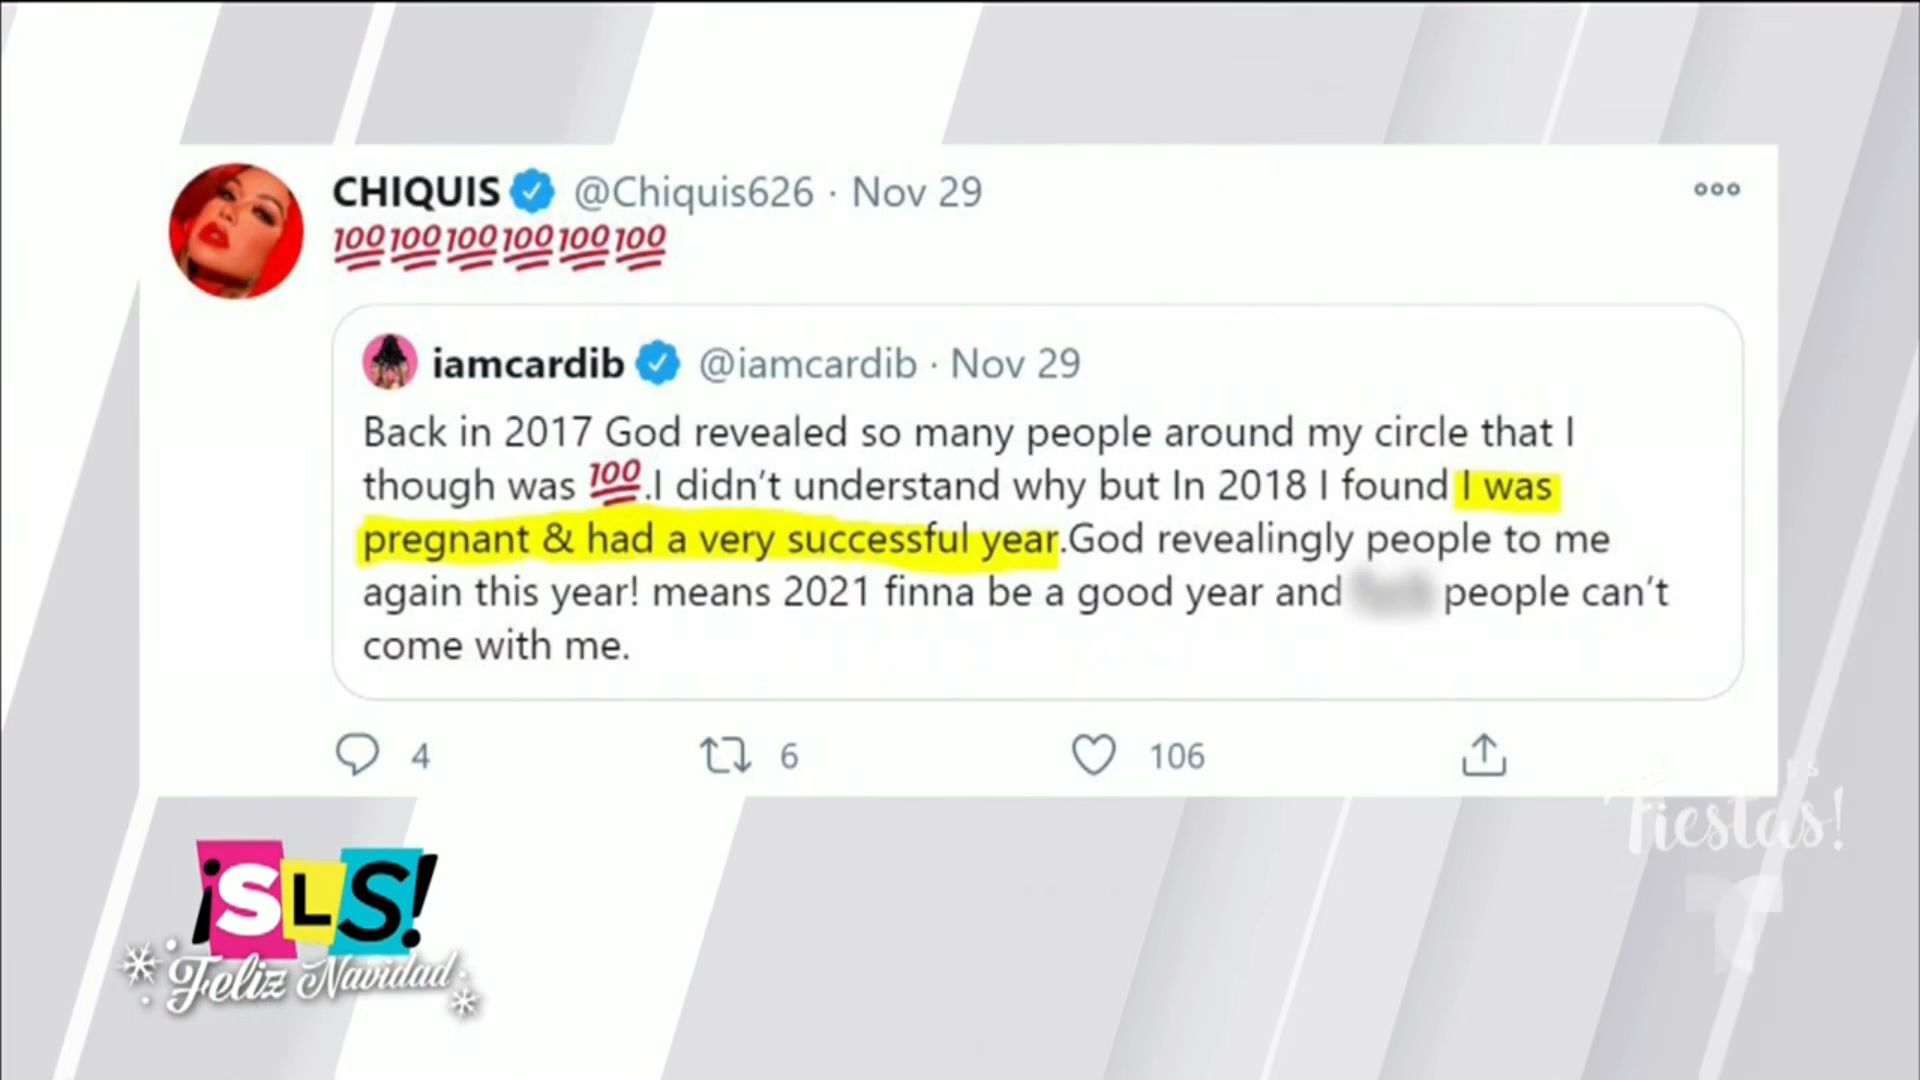 CHIQUIS @Chiquis626 · Nov 29
💯💯💯💯💯💯
iamcardib @iamcardib · Nov 29
Back in 2017 God revealed so many people around my circle that I
though was 💯.I didn't understand why but In 2018 I found I was
pregnant & had a very successful year.God revealingly people to me
again this year! means 2021 finna be a good year and people can't
come with me.
4 6 106
Fiestas!
¡SLS!
Feliz Navidad